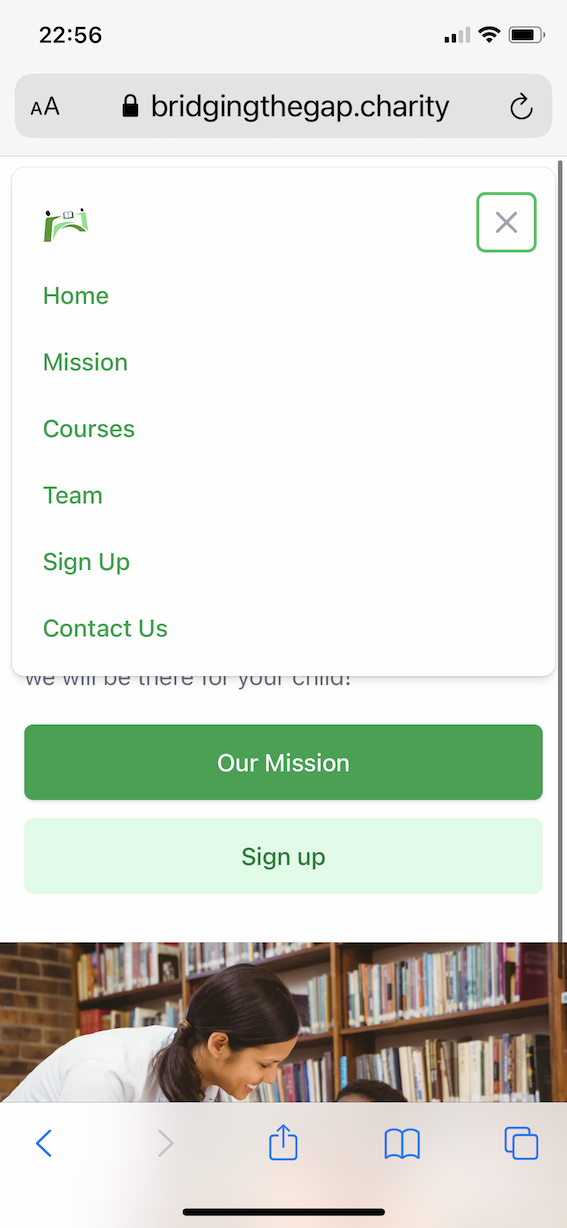 22:56
AA bridgingthegap.charity
Home
Mission
Courses
Team
Sign Up
Contact Us
we will be there for your child!
Our Mission
Sign up